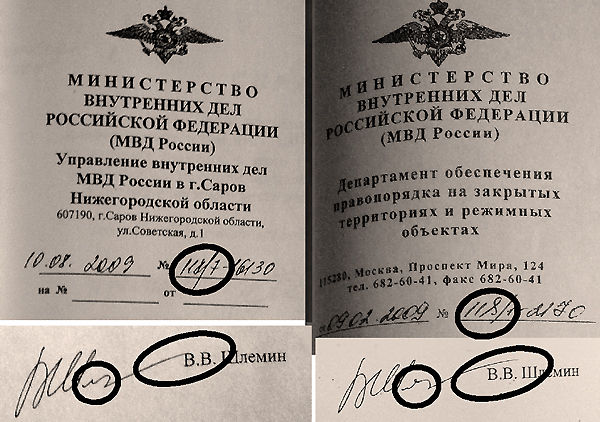 МИНИСТЕРСТВО
ВНУТРЕННИХ ДЕЛ
РОССИЙСКОЙ ФЕДЕРАЦИИ
(МВД России)
Управление внутренних дел
МВД России в г.Саров
Нижегородской области
607190, г.Саров Нижегородской области,
ул.Советская, д.1
10.08. 2009 № 118/7-16130
на № от
В.В. Шлемин
МИНИСТЕРСТВО
ВНУТРЕННИХ ДЕЛ
РОССИЙСКОЙ ФЕДЕРАЦИИ
(МВД России)
Департамент обеспечения
правопорядка на закрытых
территориях и режимных
объектах
115280, Москва, Проспект Мира, 124
тел. 682-60-41, факс 682-60-41
от 09.02.2009 №
В.В. Шлемин